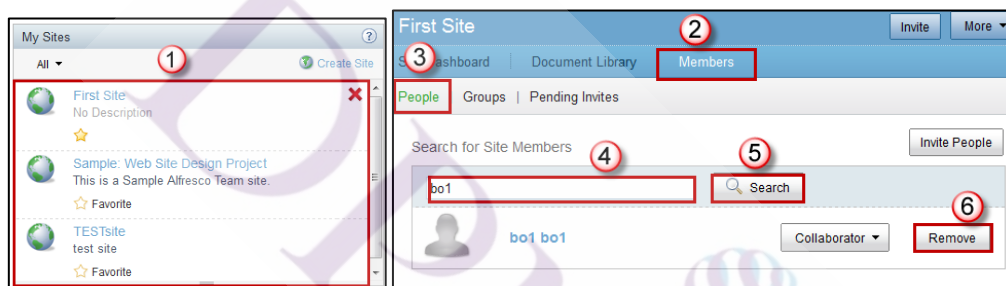 My Sites
?
All
1
Create Site
First Site
No Description
Sample: Web Site Design Project
This is a Sample Alfresco Team site.
Favorite
TESTsite
test site
Favorite
First Site
2
Invite
More
3
Document Library
Members
People
Groups | Pending Invites
Search for Site Members
4
5
Invite People
bo1
Search
6
bo1 bo1
Collaborator
Remove